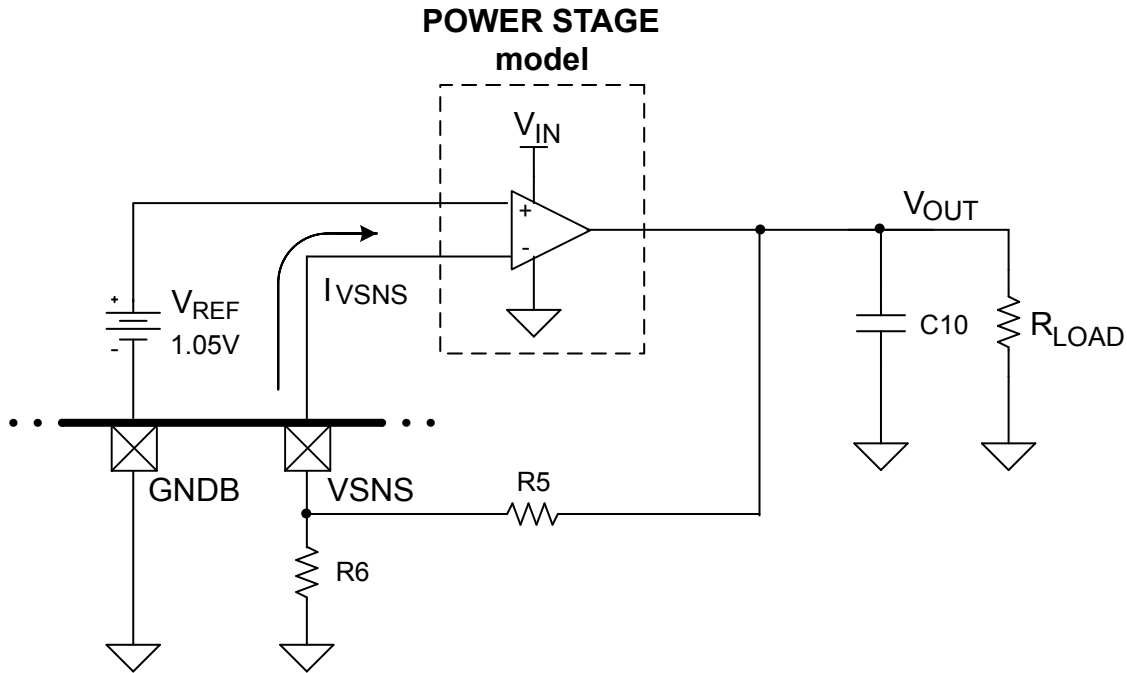 POWER STAGE
model
VIN
+
-
VOUT
IVSNS
+
VREF
1.05V
-
C10
RLOAD
GNDB
VSNS
R5
R6